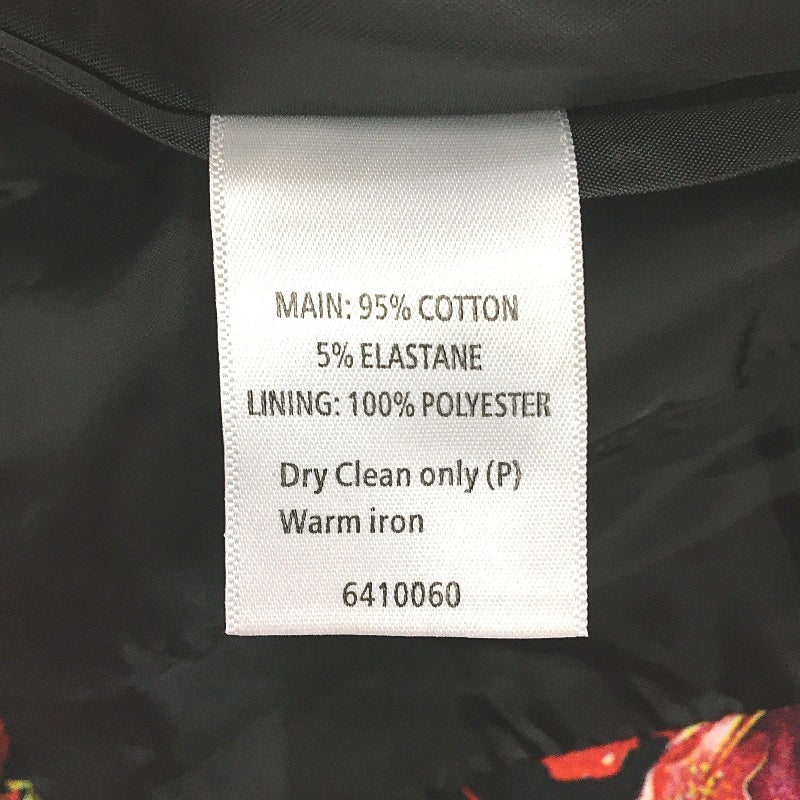 MAIN: 95% COTTON
5% ELASTANE
LINING: 100% POLYESTER
Dry Clean only (P)
Warm iron
6410060